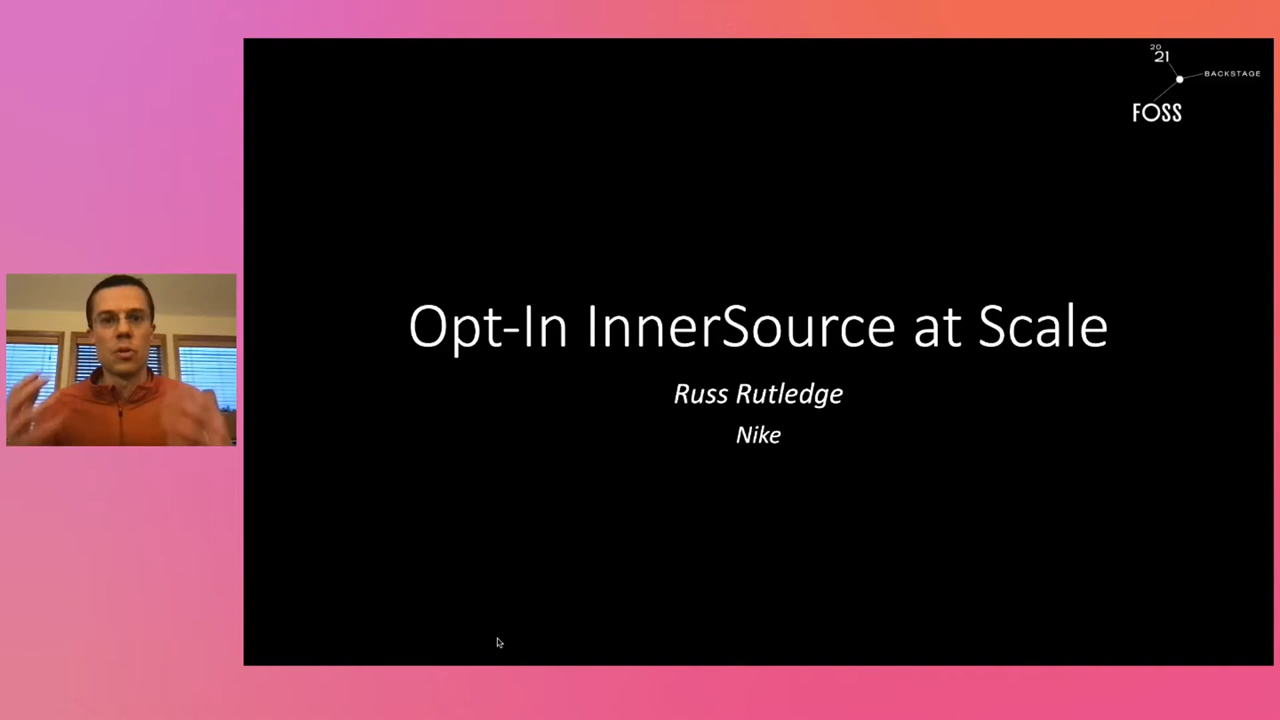 20
21
BACKSTAGE
FOSS
Opt-In InnerSource at Scale
Russ Rutledge
Nike